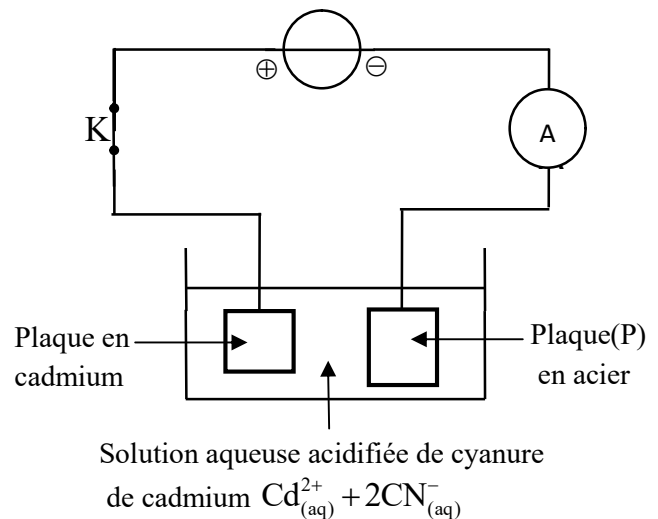 ⊕ ⊖
K
A
Plaque en
cadmium
Plaque(P)
en acier
Solution aqueuse acidifiée de cyanure
de cadmium Cd²⁺(aq) + 2CN⁻(aq)